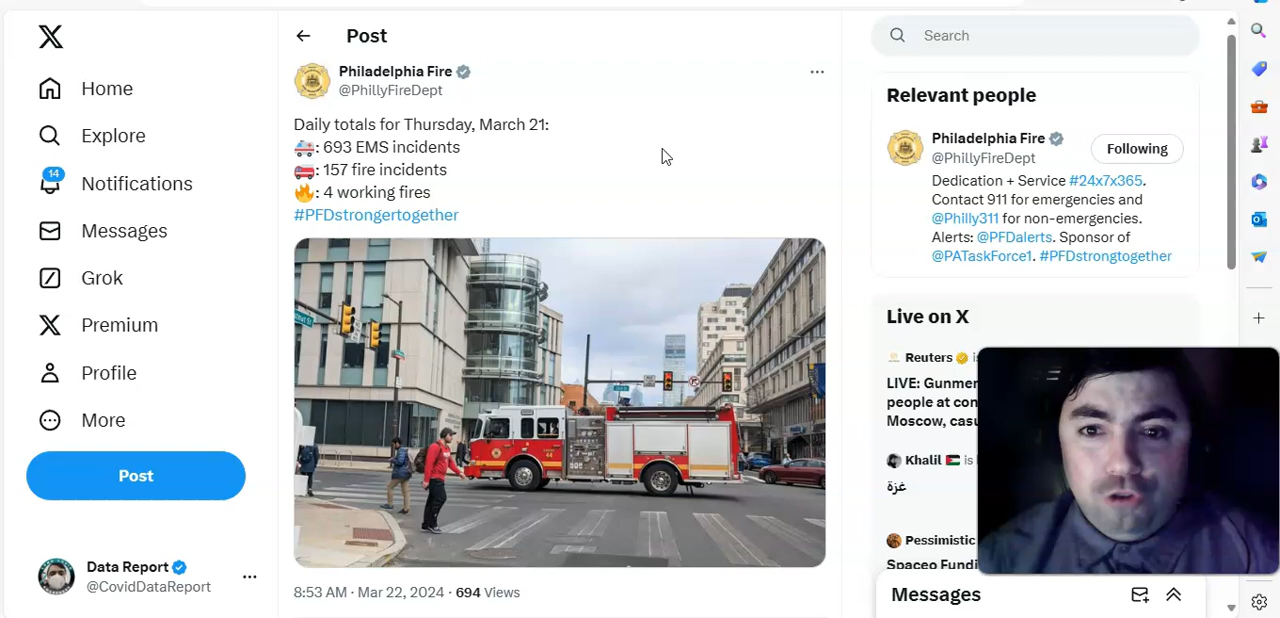 Home
Explore
14
Notifications
Messages
Grok
Premium
Profile
More
Post
Data Report
@CovidDataReport
Post
Philadelphia Fire
@PhillyFireDept
Daily totals for Thursday, March 21:
: 693 EMS incidents
: 157 fire incidents
: 4 working fires
#PFDstrongertogether
44
8:53 AM · Mar 22, 2024 · 694 Views
Search
Relevant people
Philadelphia Fire
@PhillyFireDept
Following
Dedication + Service #24x7x365.
Contact 911 for emergencies and
@Philly311 for non-emergencies.
Alerts: @PFDalerts. Sponsor of
@PATaskForce1. #PFDstrongtogether
Live on X
Reuters
LIVE: Gunmen
people at con
Moscow, casu
Khalil
غزة
Pessimistic
Spaceo Fundi
Messages